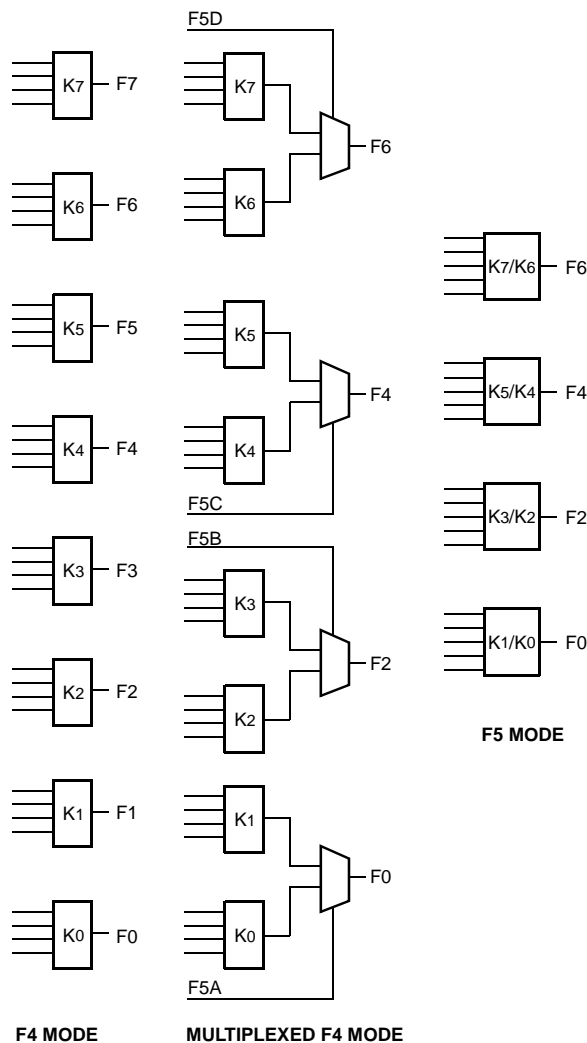 F5D
K7 F7
K7
F6
K6 F6
K6
K7/K6 F6
K5 F5
K5
F4
K5/K4 F4
K4 F4
K4
F5C
F5B
K3/K2 F2
K3 F3
K3
F2
K1/K0 F0
K2 F2
K2
F5 MODE
K1 F1
K1
F0
K0 F0
K0
F5A
F4 MODE
MULTIPLEXED F4 MODE